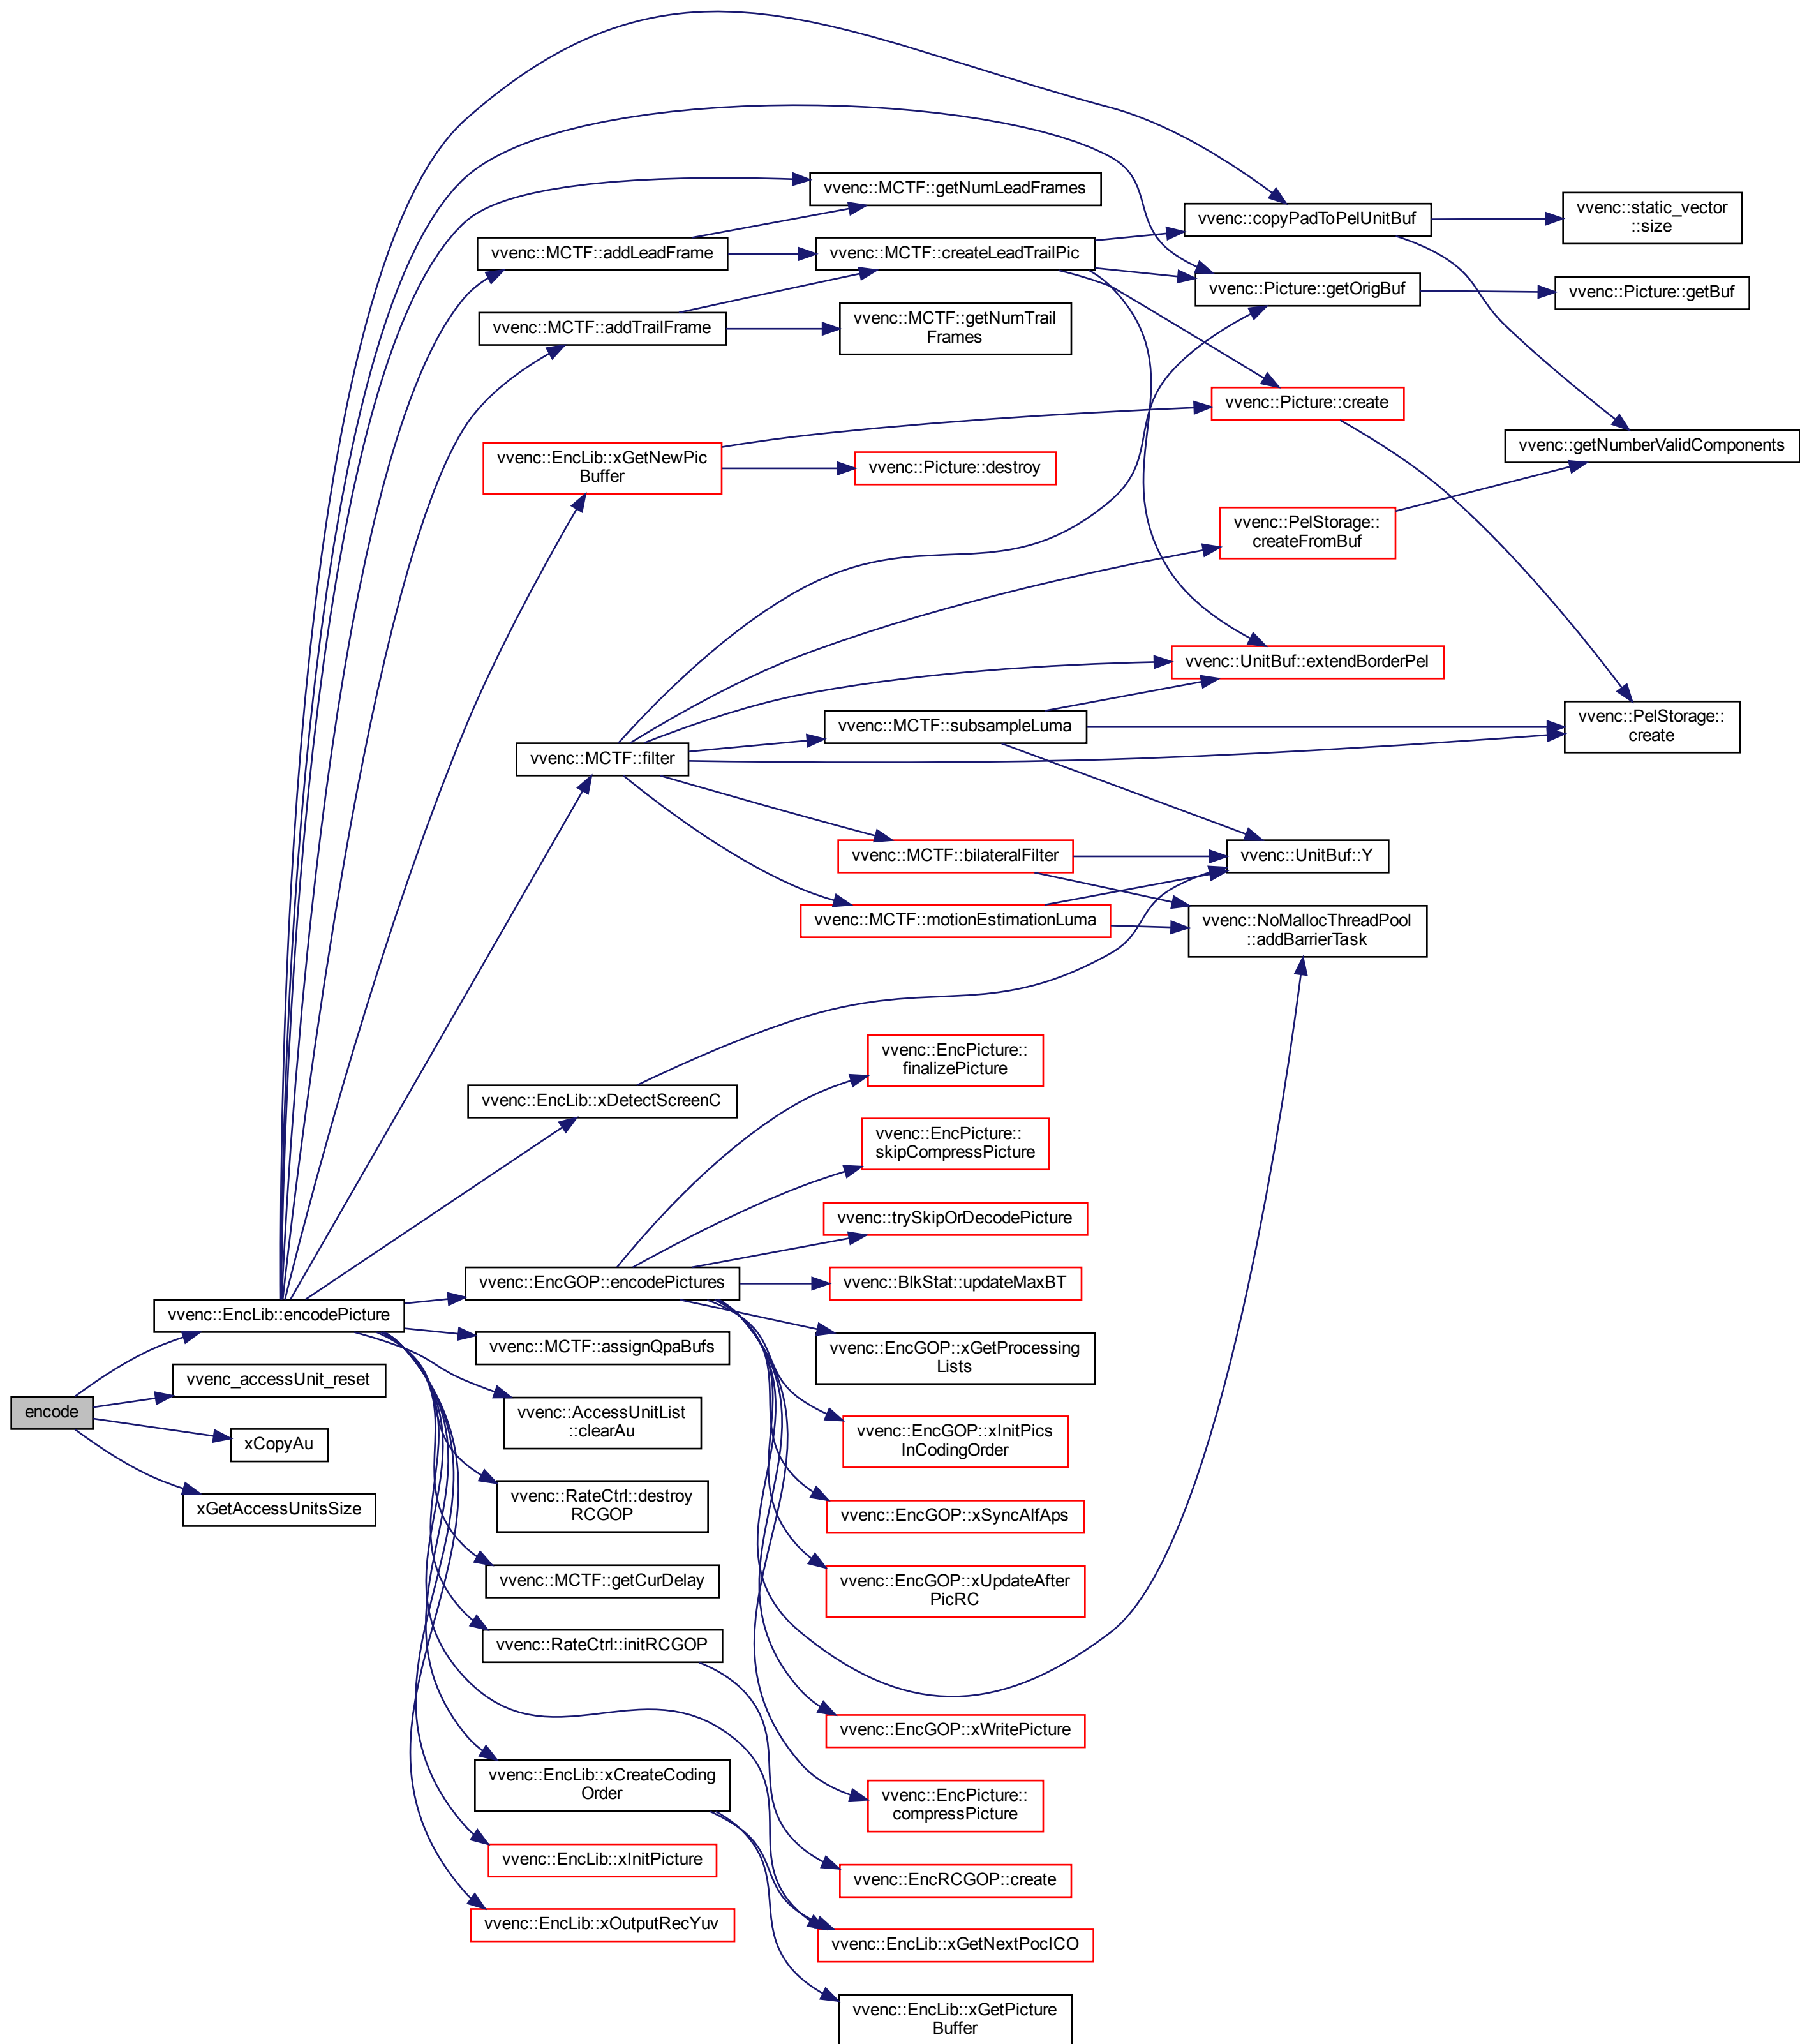 encode
vvenc::EncLib::encodePicture
vvenc_accessUnit_reset
xCopyAu
xGetAccessUnitsSize
vvenc::MCTF::addLeadFrame
vvenc::MCTF::addTrailFrame
vvenc::EncLib::xGetNewPic
Buffer
vvenc::MCTF::filter
vvenc::EncLib::xDetectScreenC
vvenc::EncGOP::encodePictures
vvenc::MCTF::assignQpaBufs
vvenc::AccessUnitList
::clearAu
vvenc::RateCtrl::destroy
RCGOP
vvenc::MCTF::getCurDelay
vvenc::RateCtrl::initRCGOP
vvenc::EncLib::xCreateCoding
Order
vvenc::EncLib::xInitPicture
vvenc::EncLib::xOutputRecYuv
vvenc::MCTF::getNumLeadFrames
vvenc::MCTF::createLeadTrailPic
vvenc::MCTF::getNumTrail
Frames
vvenc::Picture::destroy
vvenc::MCTF::subsampleLuma
vvenc::MCTF::bilateralFilter
vvenc::MCTF::motionEstimationLuma
vvenc::EncPicture::
finalizePicture
vvenc::EncPicture::
skipCompressPicture
vvenc::trySkipOrDecodePicture
vvenc::BlkStat::updateMaxBT
vvenc::EncGOP::xGetProcessing
Lists
vvenc::EncGOP::xInitPics
InCodingOrder
vvenc::EncGOP::xSyncAlfAps
vvenc::EncGOP::xUpdateAfter
PicRC
vvenc::EncGOP::xWritePicture
vvenc::EncPicture::
compressPicture
vvenc::EncRCGOP::create
vvenc::EncLib::xGetNextPocICO
vvenc::EncLib::xGetPicture
Buffer
vvenc::copyPadToPelUnitBuf
vvenc::Picture::getOrigBuf
vvenc::Picture::create
vvenc::PelStorage::
createFromBuf
vvenc::UnitBuf::extendBorderPel
vvenc::UnitBuf::Y
vvenc::NoMallocThreadPool
::addBarrierTask
vvenc::static_vector
::size
vvenc::Picture::getBuf
vvenc::getNumberValidComponents
vvenc::PelStorage::
create